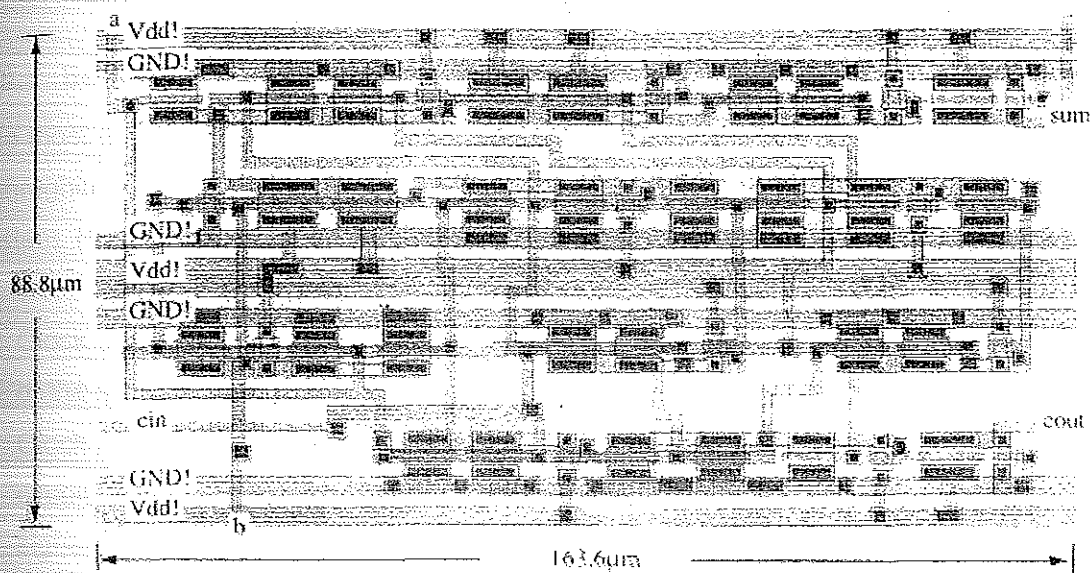 a
Vdd!
GND!
sum
GND!
Vdd!
88.8µm
GND!
cin
cout
GND!
Vdd!
b
163.6µm